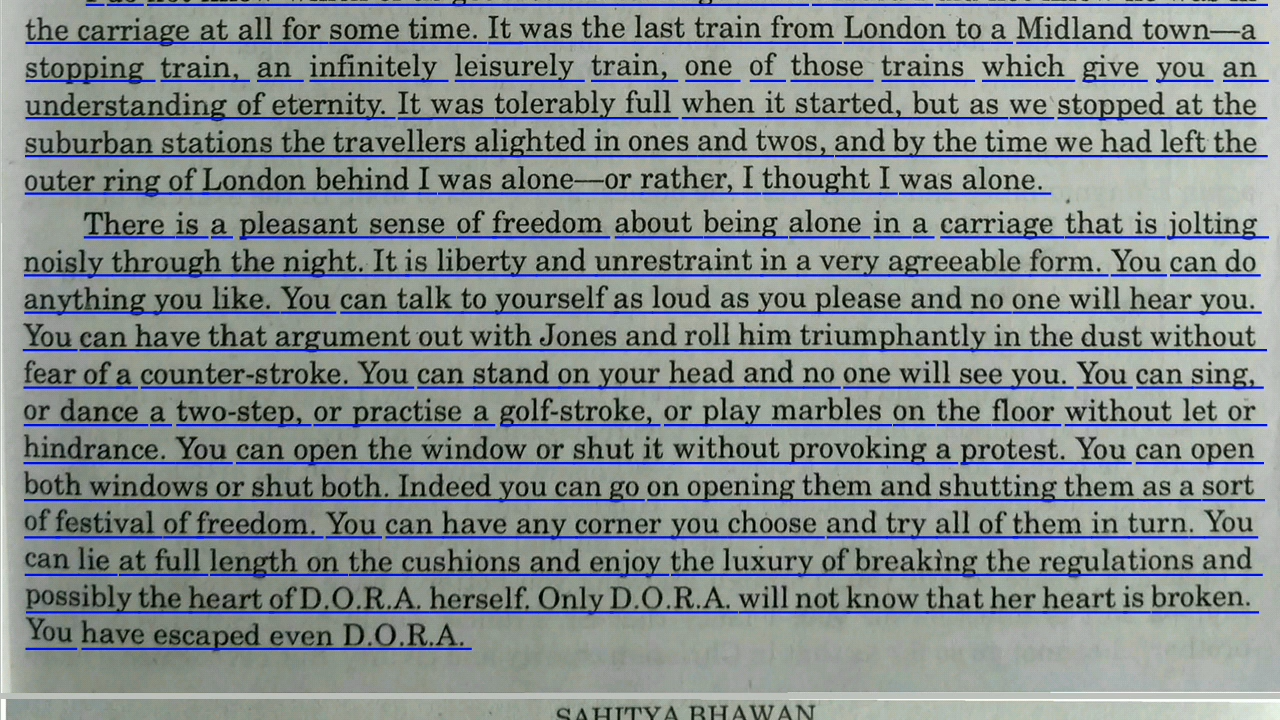 the carriage at all for some time. It was the last train from London to a Midland town—a
stopping train, an infinitely leisurely train, one of those trains which give you an
understanding of eternity. It was tolerably full when it started, but as we stopped at the
suburban stations the travellers alighted in ones and twos, and by the time we had left the
outer ring of London behind I was alone—or rather, I thought I was alone.
There is a pleasant sense of freedom about being alone in a carriage that is jolting
noisly through the night. It is liberty and unrestraint in a very agreeable form. You can do
anything you like. You can talk to yourself as loud as you please and no one will hear you.
You can have that argument out with Jones and roll him triumphantly in the dust without
fear of a counter-stroke. You can stand on your head and no one will see you. You can sing,
or dance a two-step, or practise a golf-stroke, or play marbles on the floor without let or
hindrance. You can open the window or shut it without provoking a protest. You can open
both windows or shut both. Indeed you can go on opening them and shutting them as a sort
of festival of freedom. You can have any corner you choose and try all of them in turn. You
can lie at full length on the cushions and enjoy the luxury of breaking the regulations and
possibly the heart of D.O.R.A. herself. Only D.O.R.A. will not know that her heart is broken.
You have escaped even D.O.R.A.
SAHITYA BHAWAN